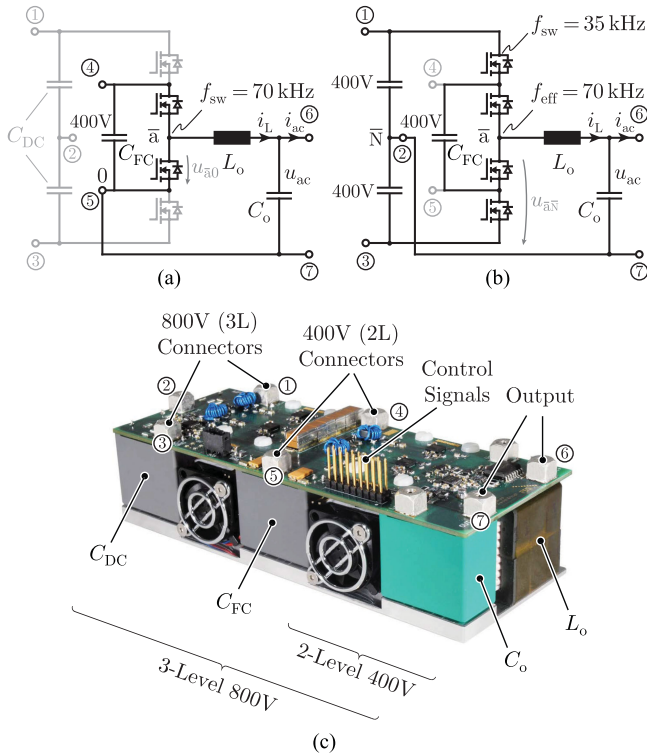 ①
④
400V
C_DC
②
C_FC
0
⑤
③
a̅
f_sw = 70 kHz
i_L
i_ac
⑥
L_o
u_a̅0
u_ac
C_o
⑦
(a)
①
f_sw = 35 kHz
400V
④
f_eff = 70 kHz
400V
N̅
②
C_FC
a̅
i_L
i_ac
⑥
L_o
400V
⑤
u_a̅N̅
u_ac
C_o
③
⑦
(b)
800V (3L)
Connectors
400V (2L)
Connectors
Control
Signals
Output
②
①
④
③
⑤
⑥
⑦
C_DC
C_FC
C_o
L_o
2-Level 400V
3-Level 800V
(c)